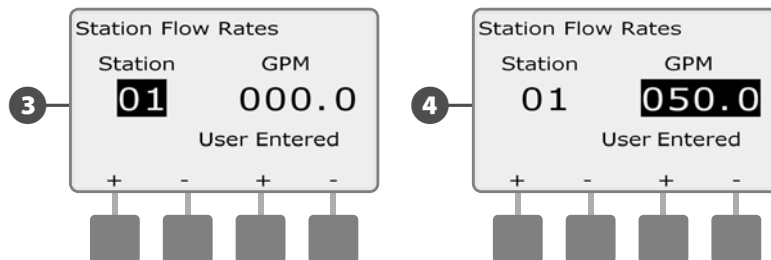 Station Flow Rates
Station GPM
3
01 000.0
User Entered
+ - + -
Station Flow Rates
Station GPM
4
01 050.0
User Entered
+ - + -